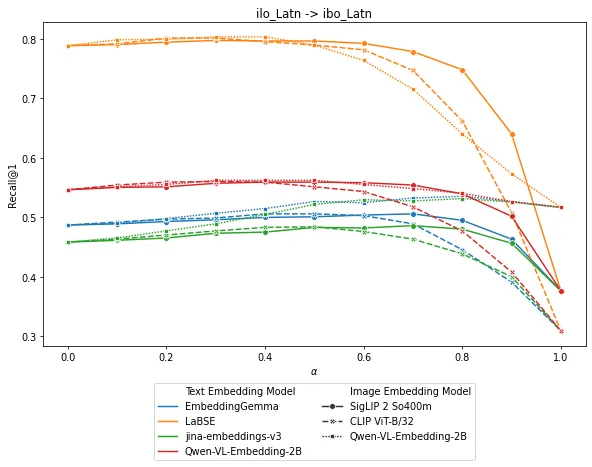 ilo_Latn -> ibo_Latn
Recall@1
0.8
0.7
0.6
0.5
0.4
0.3
0.0 0.2 0.4 0.6 0.8 1.0
α
Text Embedding Model Image Embedding Model
EmbeddingGemma SigLIP 2 So400m
LaBSE CLIP ViT-B/32
jina-embeddings-v3 Qwen-VL-Embedding-2B
Qwen-VL-Embedding-2B